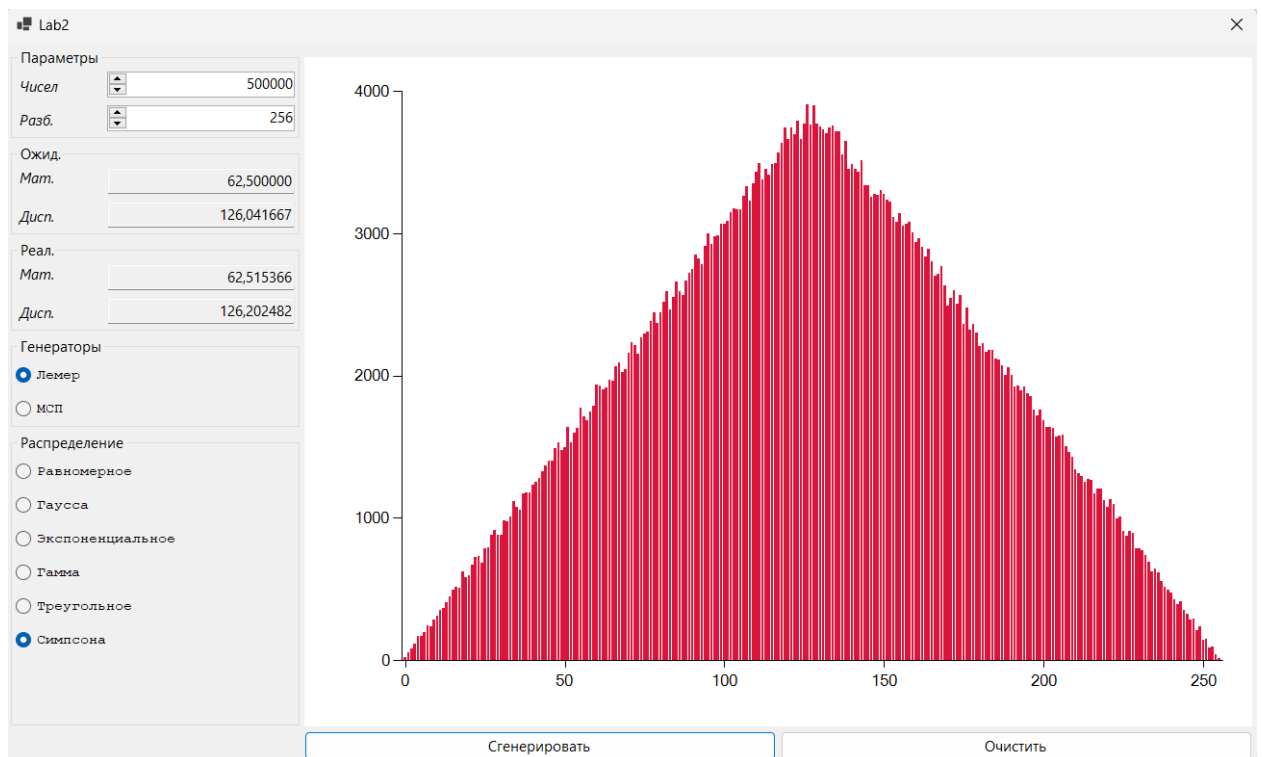 Lab2
Параметры
Чисел 500000
Разб. 256
Ожид.
Мат. 62,500000
Дисп. 126,041667
Реал.
Мат. 62,515366
Дисп. 126,202482
Генераторы
Лемер
МСП
Распределение
Равномерное
Гаусса
Экспоненциальное
Гамма
Треугольное
Симпсона
4000
3000
2000
1000
0
0 50 100 150 200 250
Сгенерировать Очистить